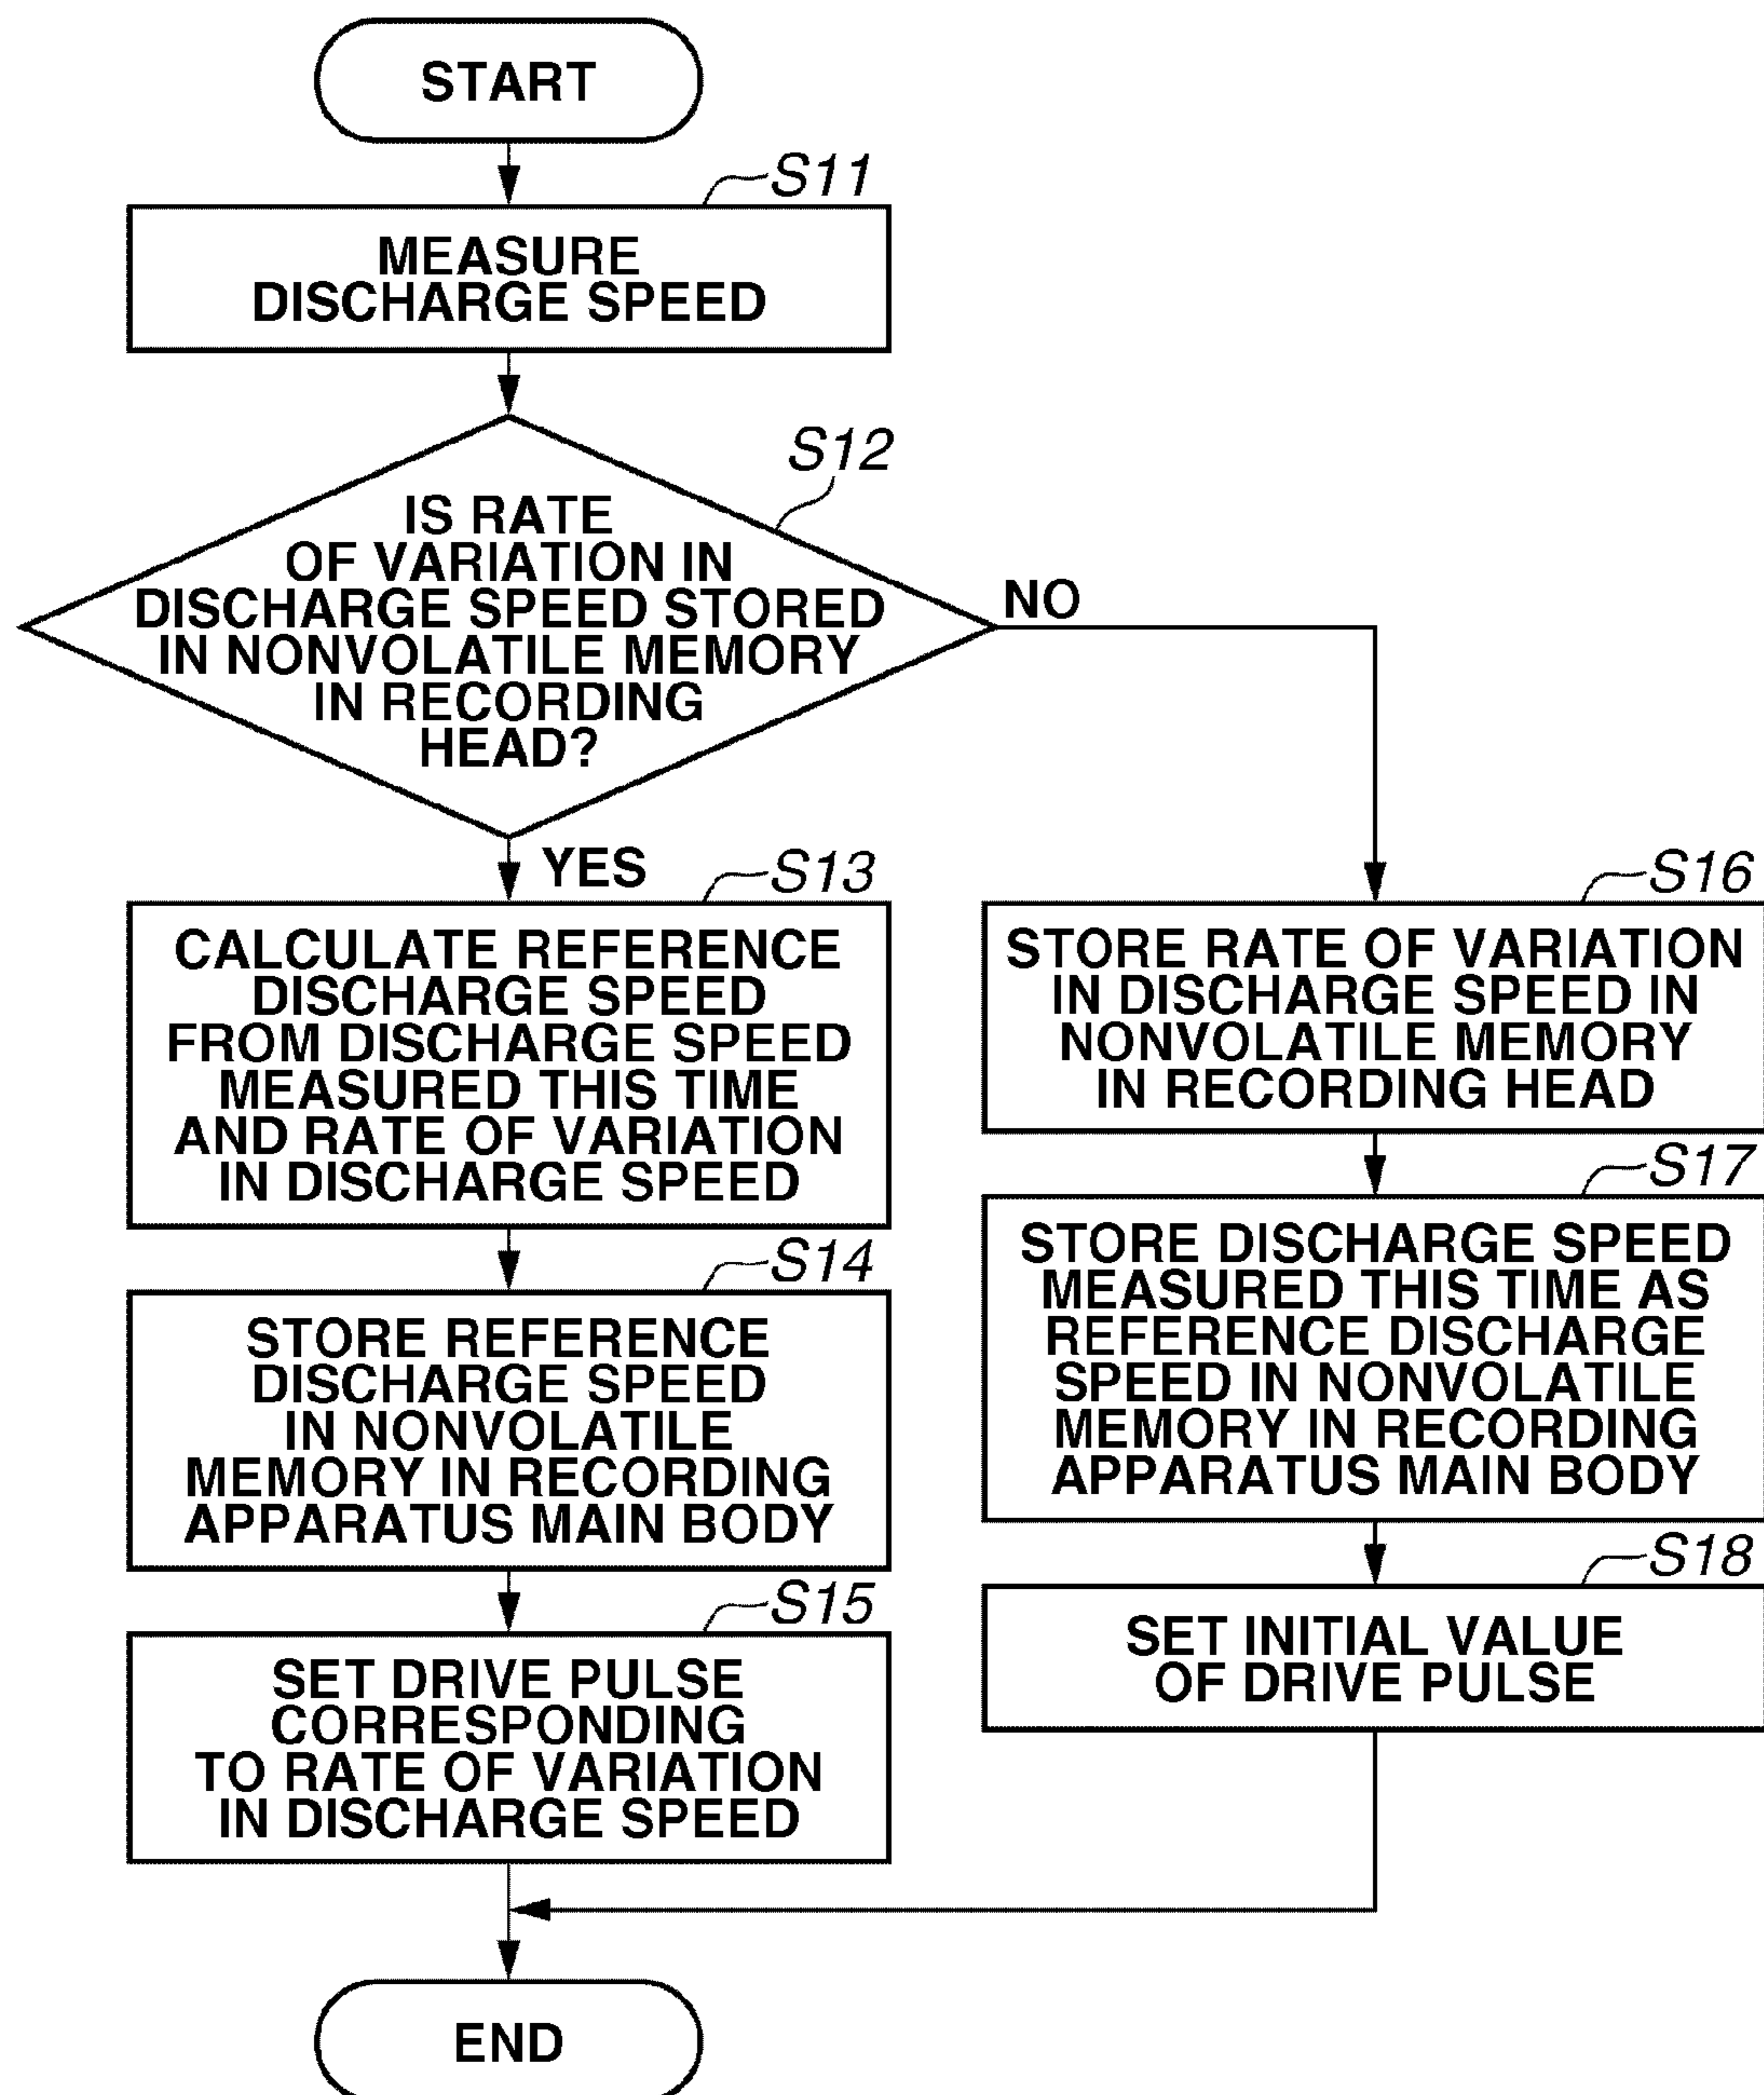 START
S11
MEASURE
DISCHARGE SPEED
S12
IS RATE
OF VARIATION IN
DISCHARGE SPEED STORED
IN NONVOLATILE MEMORY
IN RECORDING
HEAD?
NO
YES
S13
CALCULATE REFERENCE
DISCHARGE SPEED
FROM DISCHARGE SPEED
MEASURED THIS TIME
AND RATE OF VARIATION
IN DISCHARGE SPEED
S14
STORE REFERENCE
DISCHARGE SPEED
IN NONVOLATILE
MEMORY IN RECORDING
APPARATUS MAIN BODY
S15
SET DRIVE PULSE
CORRESPONDING
TO RATE OF VARIATION
IN DISCHARGE SPEED
S16
STORE RATE OF VARIATION
IN DISCHARGE SPEED IN
NONVOLATILE MEMORY
IN RECORDING HEAD
S17
STORE DISCHARGE SPEED
MEASURED THIS TIME AS
REFERENCE DISCHARGE
SPEED IN NONVOLATILE
MEMORY IN RECORDING
APPARATUS MAIN BODY
S18
SET INITIAL VALUE
OF DRIVE PULSE
END